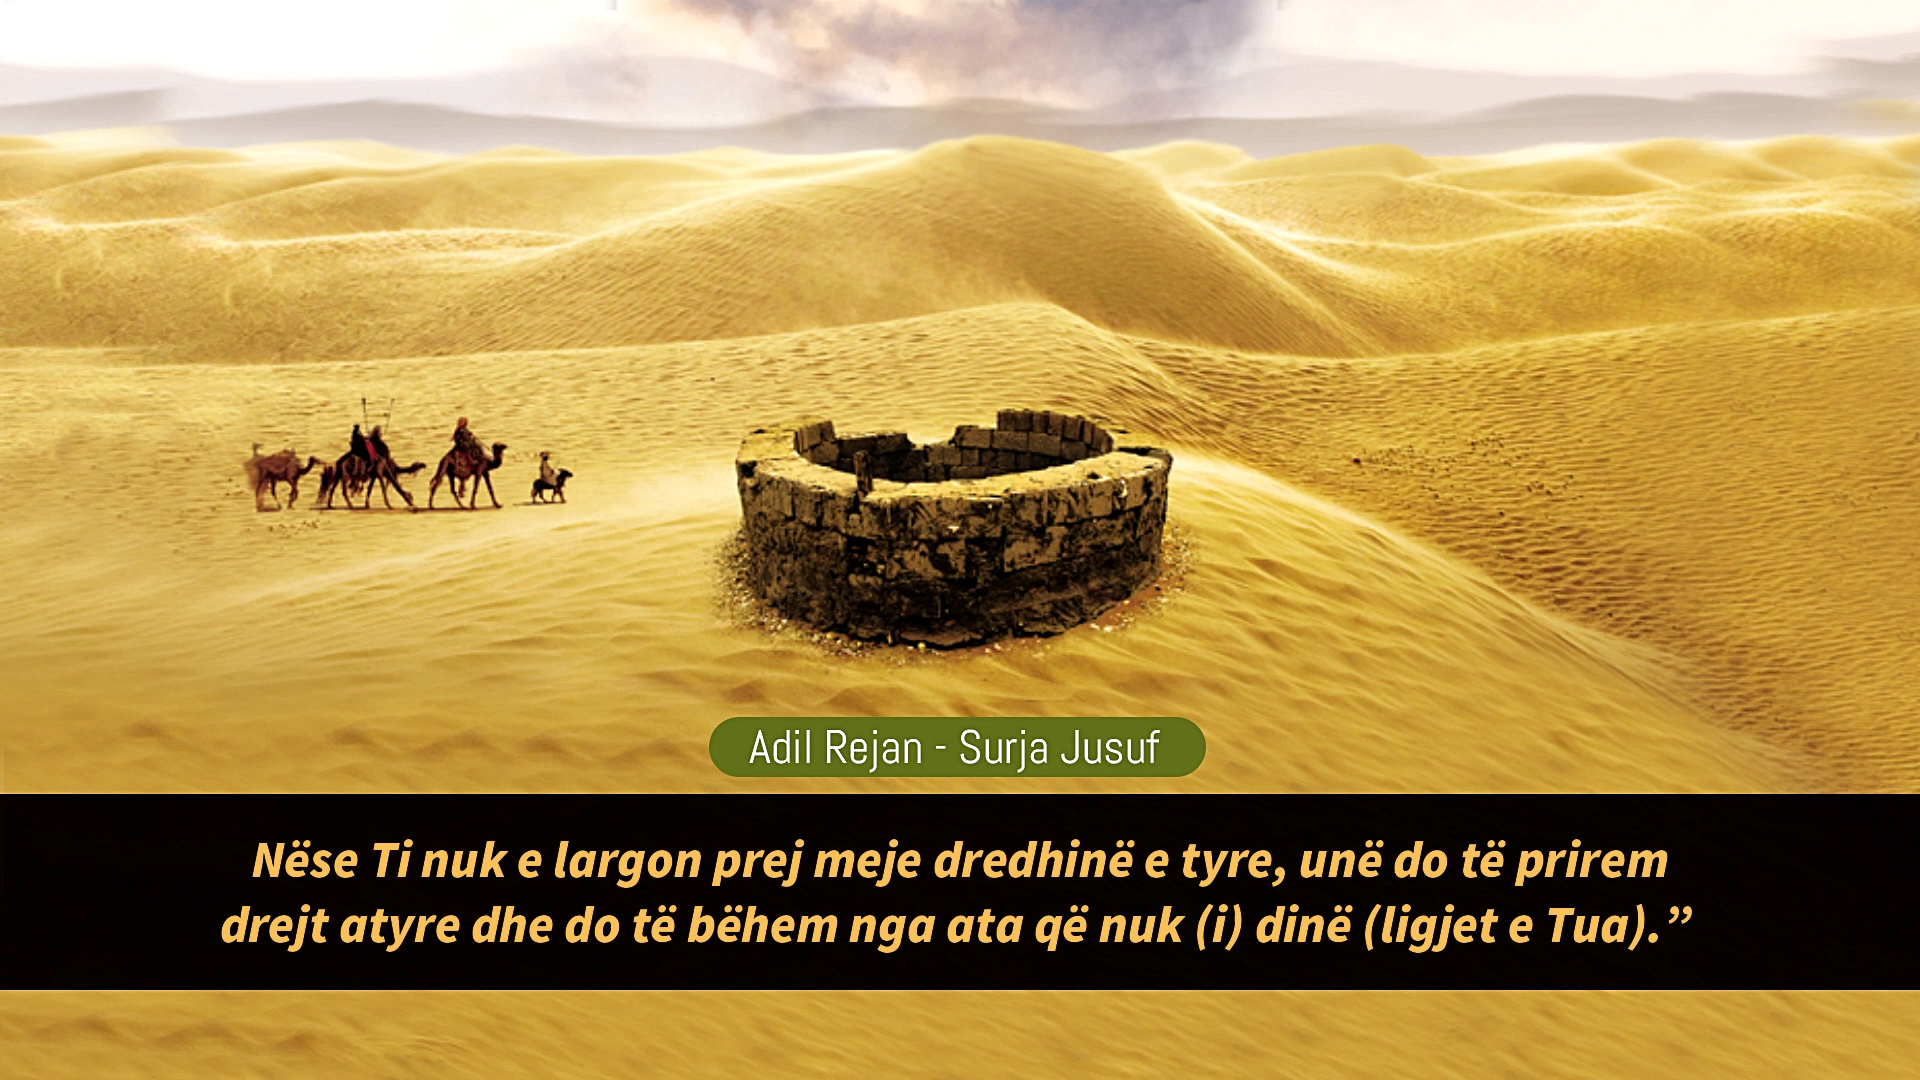 Adil Rejan - Surja Jusuf
Nëse Ti nuk e largon prej meje dredhinë e tyre, unë do të prirem
drejt atyre dhe do të bëhem nga ata që nuk (i) dinë (ligjet e Tua).”